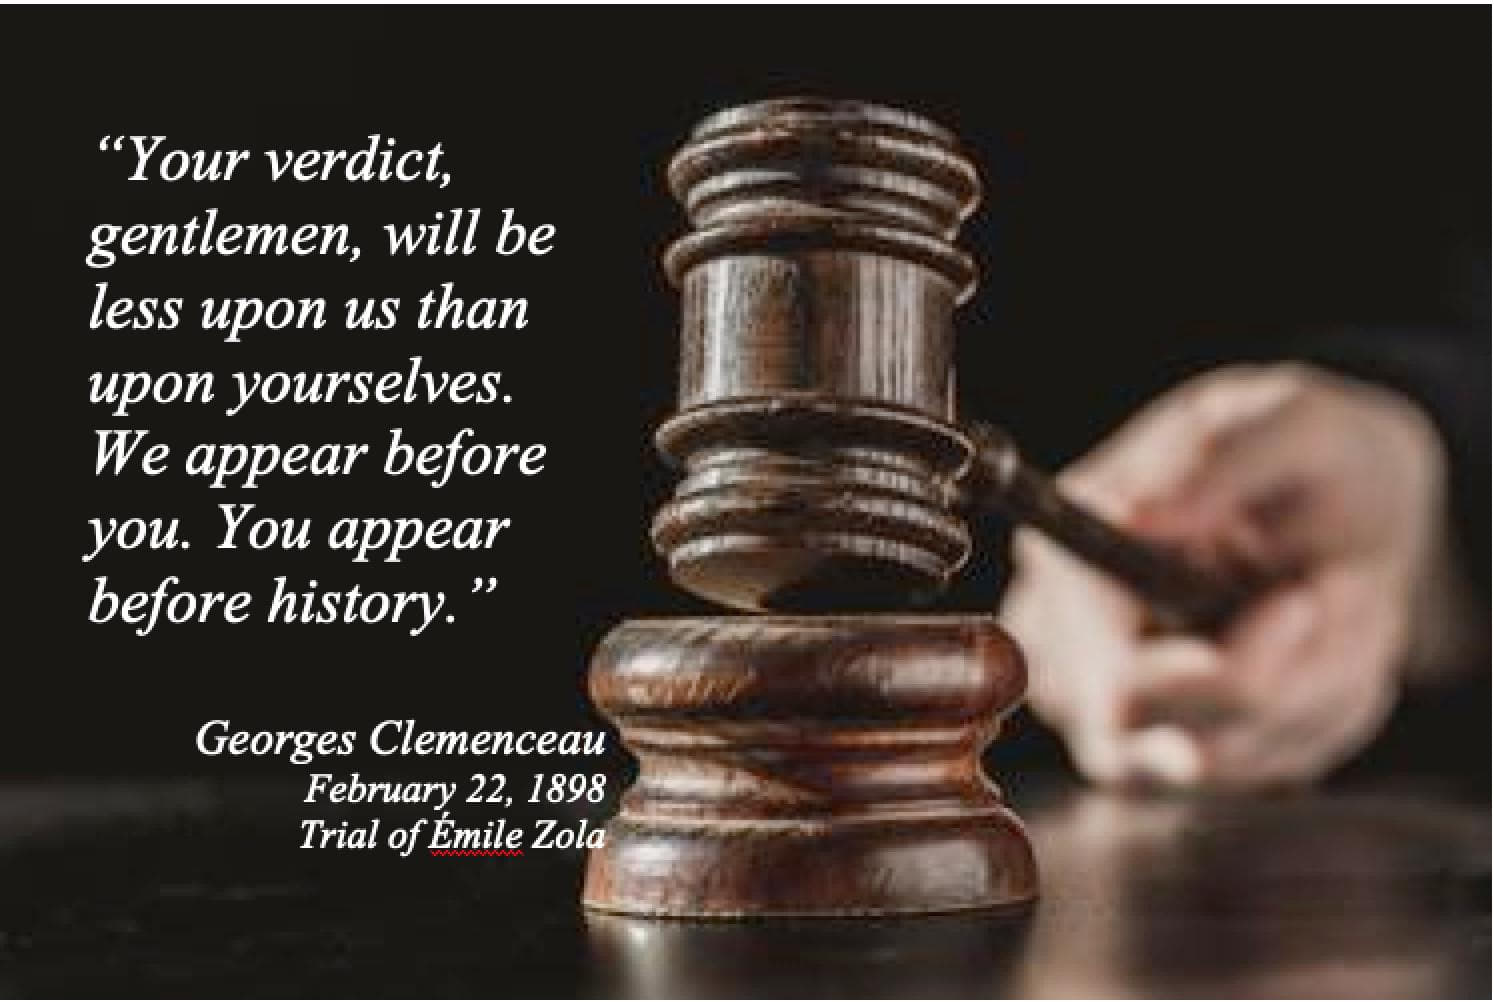 “Your verdict,
gentlemen, will be
less upon us than
upon yourselves.
We appear before
you. You appear
before history.”
Georges Clemenceau
February 22, 1898
Trial of Émile Zola